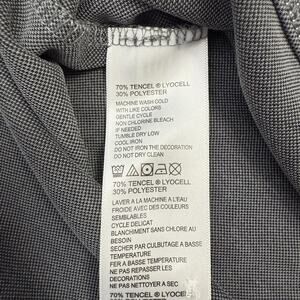 70% TENCEL® LYOCELL
30% POLYESTER
MACHINE WASH COLD
WITH LIKE COLORS
GENTLE CYCLE
NON CHLORINE BLEACH
IF NEEDED
TUMBLE DRY LOW
COOL IRON
DO NOT IRON THE DECORATION
DO NOT DRY CLEAN
70% TENCEL® LYOCELL
30% POLYESTER
LAVER A LA MACHINE A L'EAU
FROIDE AVEC DES COULEURS
SEMBLABLES
CYCLE DELICAT
BLANCHIMENT SANS CHLORE AU
BESOIN
SECHER PAR CULBUTAGE A BASSE
TEMPERATURE
FER A BASSE TEMPERATURE
NE PAS REPASSER LES
DECORATIONS
NE PAS NETTOYER A SEC
70% TENCEL® LYOCELL